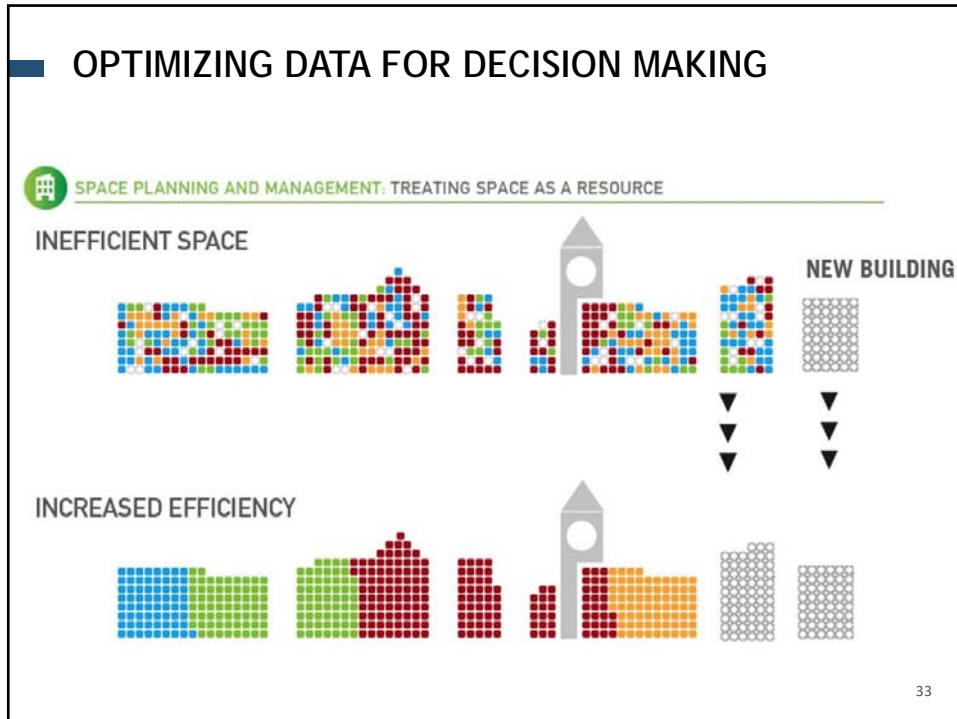 OPTIMIZING DATA FOR DECISION MAKING
SPACE PLANNING AND MANAGEMENT: TREATING SPACE AS A RESOURCE
INEFFICIENT SPACE
NEW BUILDING
INCREASED EFFICIENCY
33